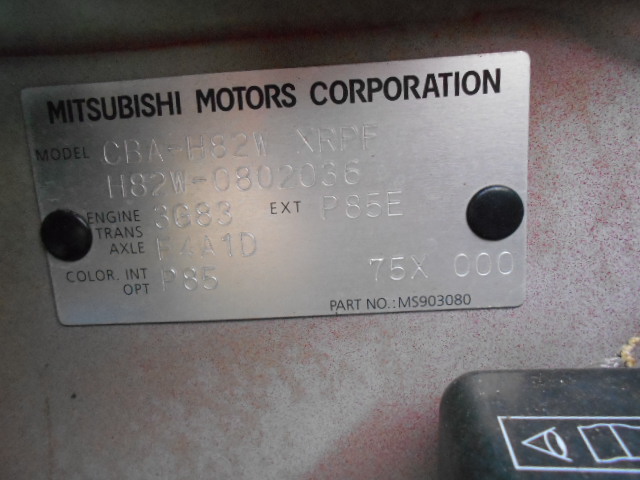 MITSUBISHI MOTORS CORPORATION
MODEL CBA-H82W XRPF
H82W-0802036
ENGINE 3G83 EXT P85E
TRANS
AXLE F4A1D
COLOR. INT P85 75X 000
OPT
PART NO.: MS903080